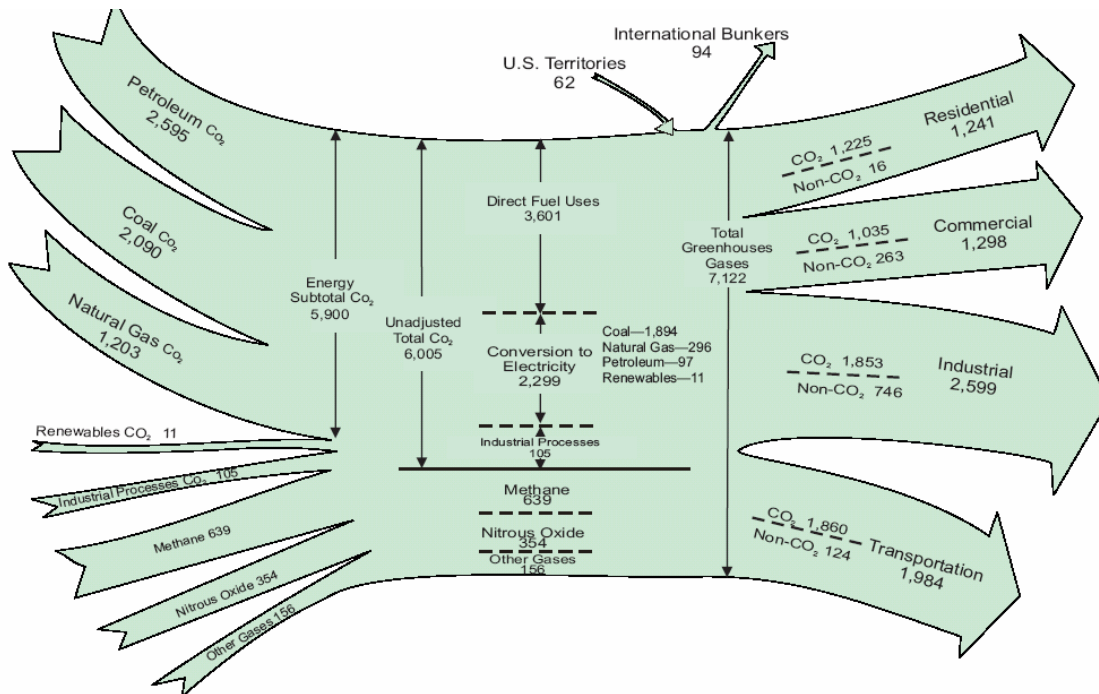 International Bunkers
94
U.S. Territories
62
Petroleum Co₂
2,595
Coal Co₂
2,090
Natural Gas Co₂
1,203
Renewables CO₂ 11
Industrial Processes Co₂ 105
Methane 639
Nitrous Oxide 354
Other Gases 156
Energy
Subtotal Co₂
5,900
Unadjusted
Total Co₂
6,005
Direct Fuel Uses
3,601
Conversion to
Electricity
2,299
Coal—1,894
Natural Gas—296
Petroleum—97
Renewables—11
Industrial Processes
105
Methane
639
Nitrous Oxide
354
Other Gases
156
Total
Greenhouses
Gases
7,122
Residential
1,241
CO₂ 1,225
Non-CO₂ 16
Commercial
1,298
CO₂ 1,035
Non-CO₂ 263
Industrial
2,599
CO₂ 1,853
Non-CO₂ 746
Transportation
1,984
CO₂ 1,860
Non-CO₂ 124